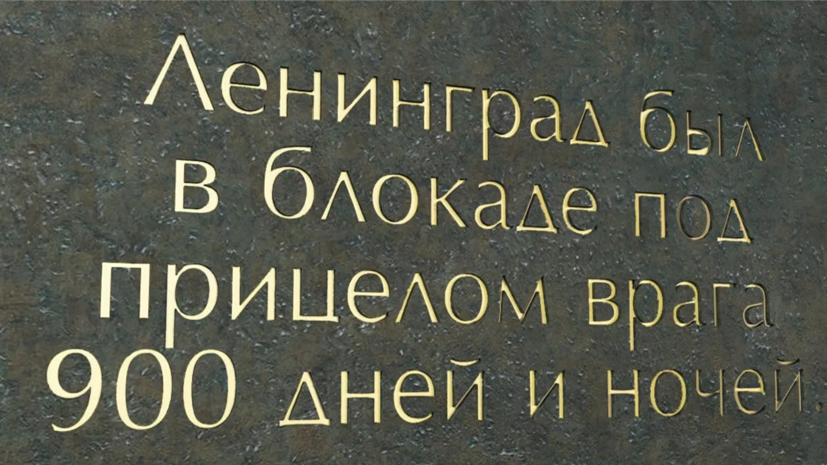 Ленинград был
в блокаде под
прицелом врага
900 дней и ночей.